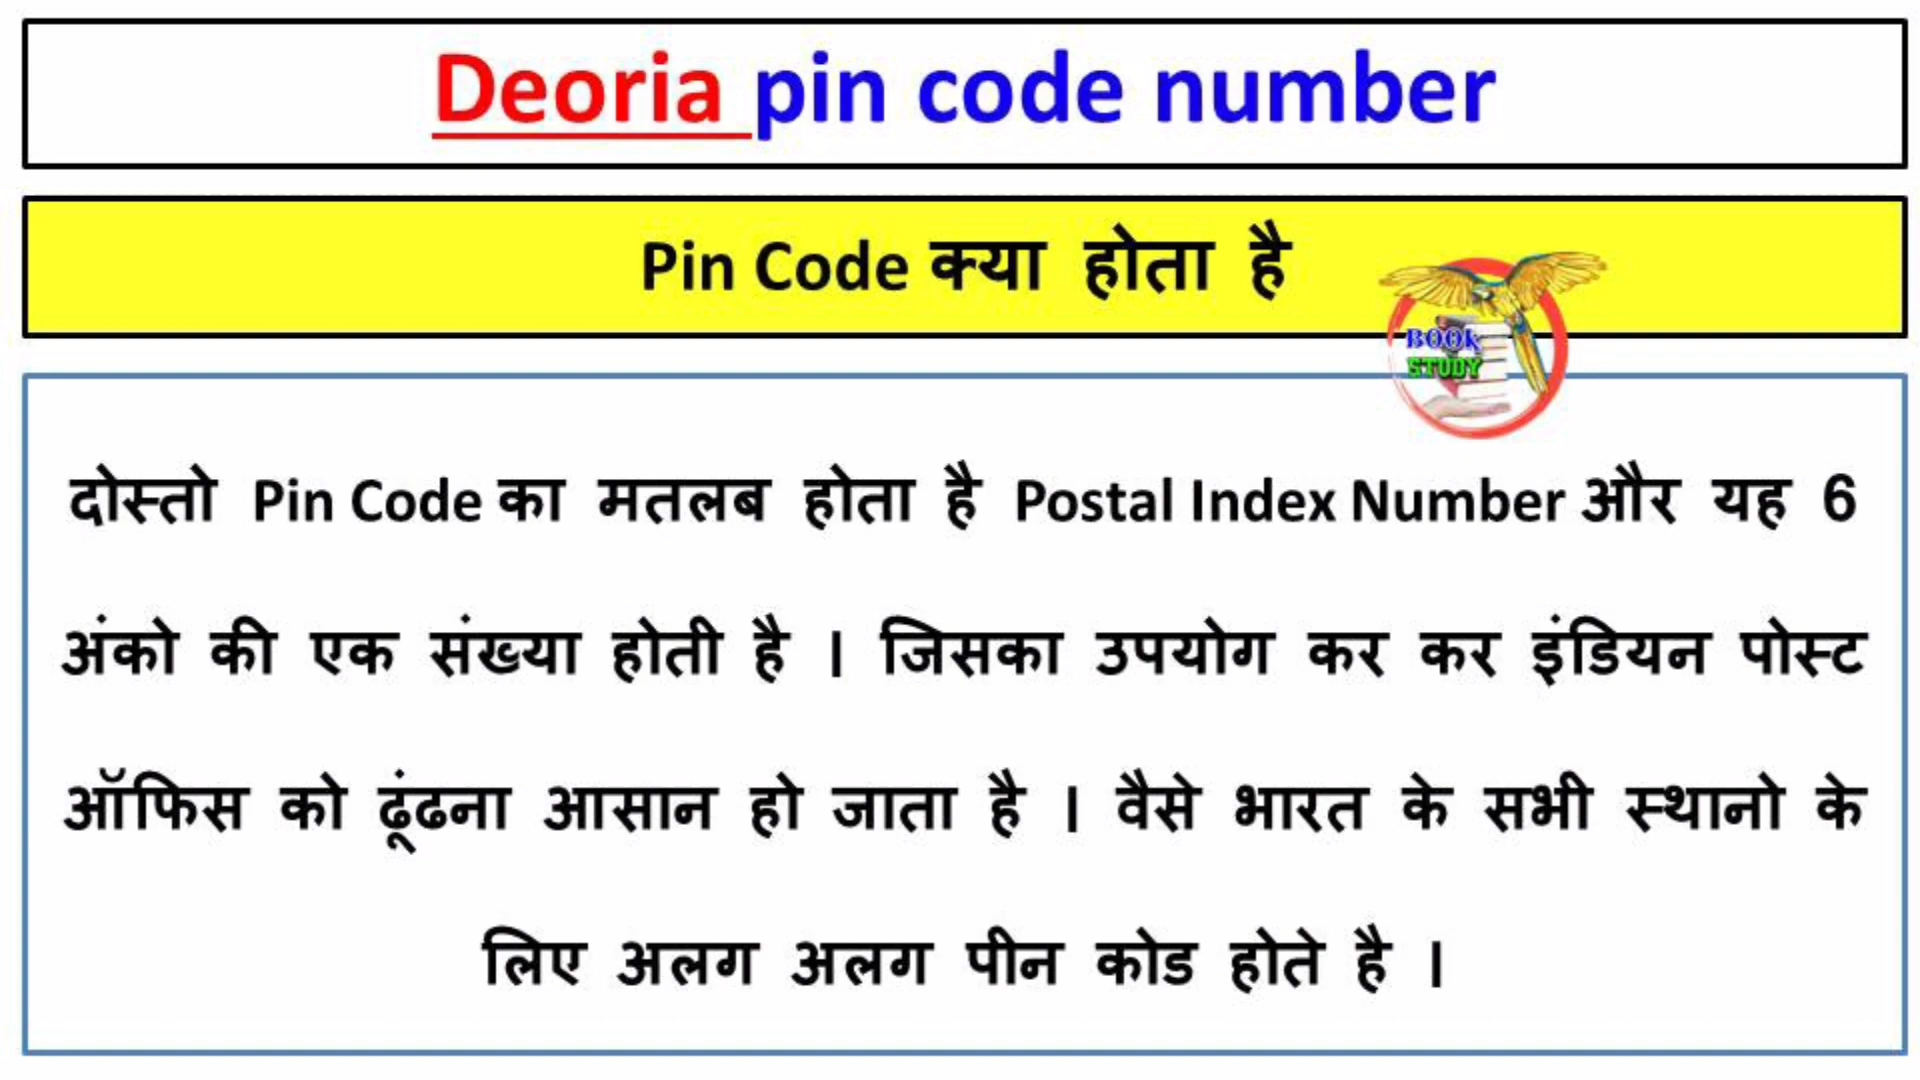 Deoria pin code number
Pin Code क्या होता है
BOOK
STUDY
दोस्तो Pin Code का मतलब होता है Postal Index Number और यह 6
अंको की एक संख्या होती है । जिसका उपयोग कर कर इंडियन पोस्ट
ऑफिस को ढूंढना आसान हो जाता है । वैसे भारत के सभी स्थानो के
लिए अलग अलग पीन कोड होते है ।